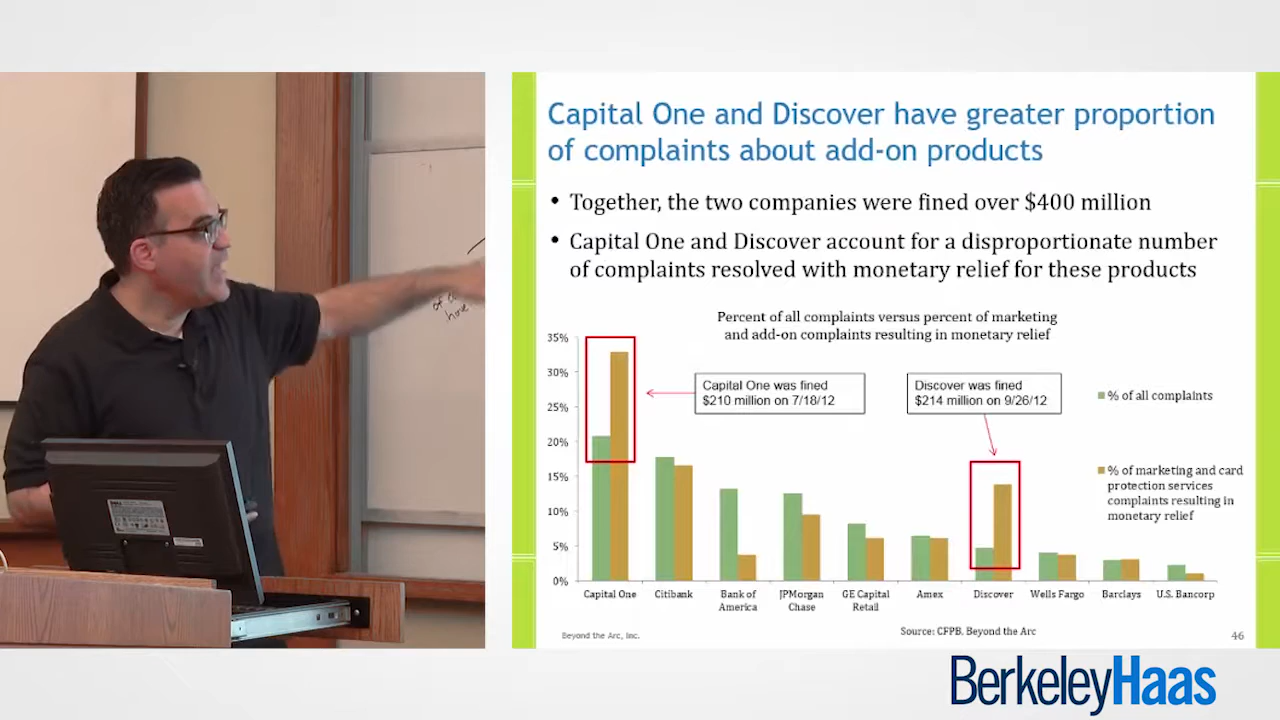 Capital One and Discover have greater proportion
of complaints about add-on products
• Together, the two companies were fined over $400 million
• Capital One and Discover account for a disproportionate number
of complaints resolved with monetary relief for these products
Percent of all complaints versus percent of marketing
and add-on complaints resulting in monetary relief
35%
30%
25%
20%
15%
10%
5%
0%
Capital One was fined
$210 million on 7/18/12
Discover was fined
$214 million on 9/26/12
% of all complaints
% of marketing and card
protection services
complaints resulting in
monetary relief
Capital One
Citibank
Bank of
America
JPMorgan
Chase
GE Capital
Retail
Amex
Discover
Wells Fargo
Barclays
U.S. Bancorp
Beyond the Arc, Inc.
Source: CFPB, Beyond the Arc
46
of
have
DELL
BerkeleyHaas